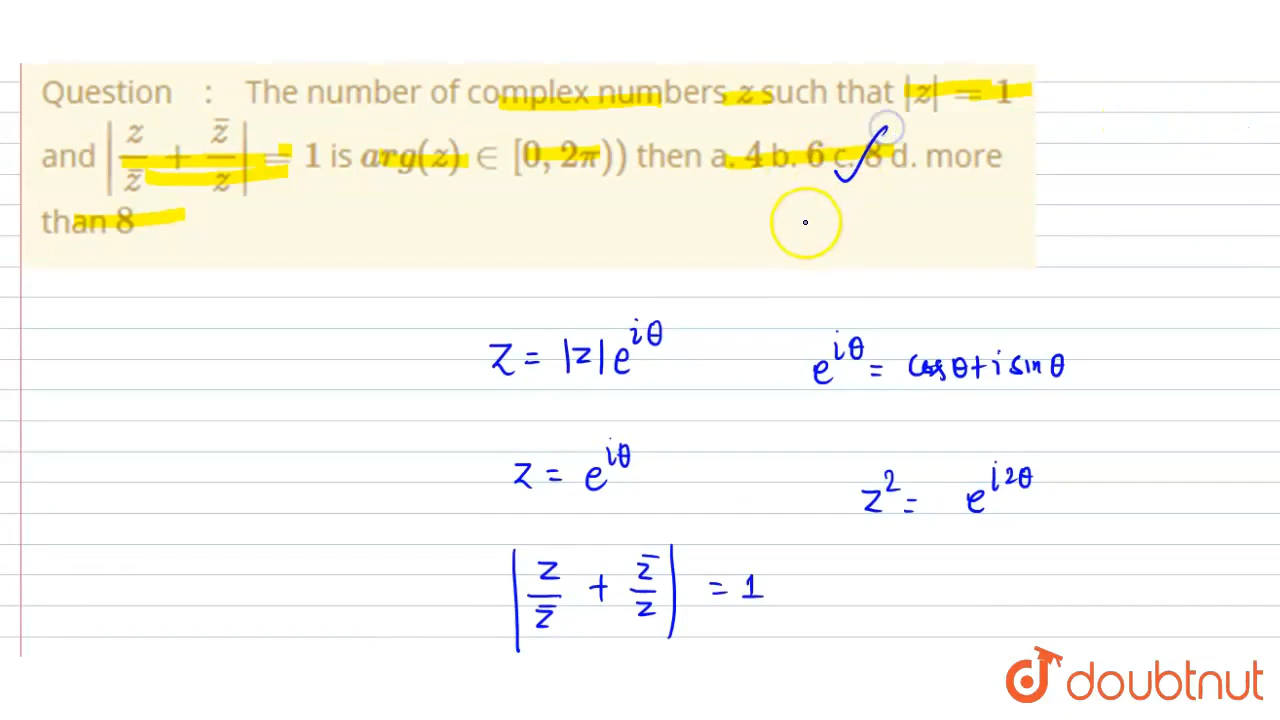 Question : The number of complex numbers z such that |z| = 1
and |z/z̄ + z̄/z| = 1 is arg(z) ∈ [0, 2π)) then a. 4 b. 6 c. 8 d. more
than 8
z = |z|e^{iθ} e^{iθ} = cosθ + i sinθ
z = e^{iθ} z² = e^{i2θ}
|z/z̄ + z̄/z| = 1
doubtnut